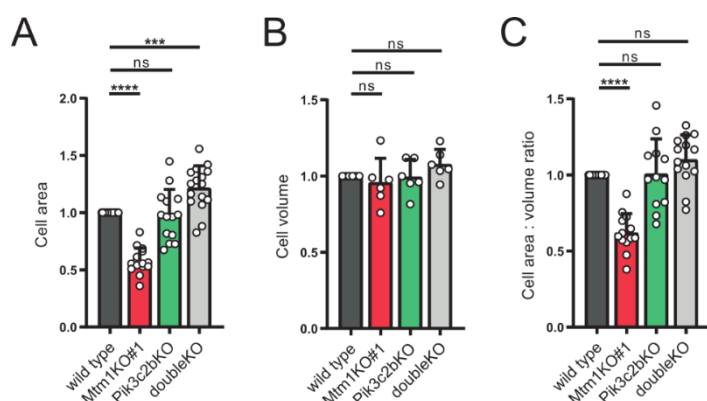 A
***
ns
****
Cell area
2.0
1.5
1.0
0.5
0.0
wild type
Mtm1KO#1
Pik3c2bKO
doubleKO
B
ns
ns
ns
Cell volume
1.5
1.0
0.5
0.0
wild type
Mtm1KO#1
Pik3c2bKO
doubleKO
C
ns
ns
****
Cell area : volume ratio
1.5
1.0
0.5
0.0
wild type
Mtm1KO#1
Pik3c2bKO
doubleKO